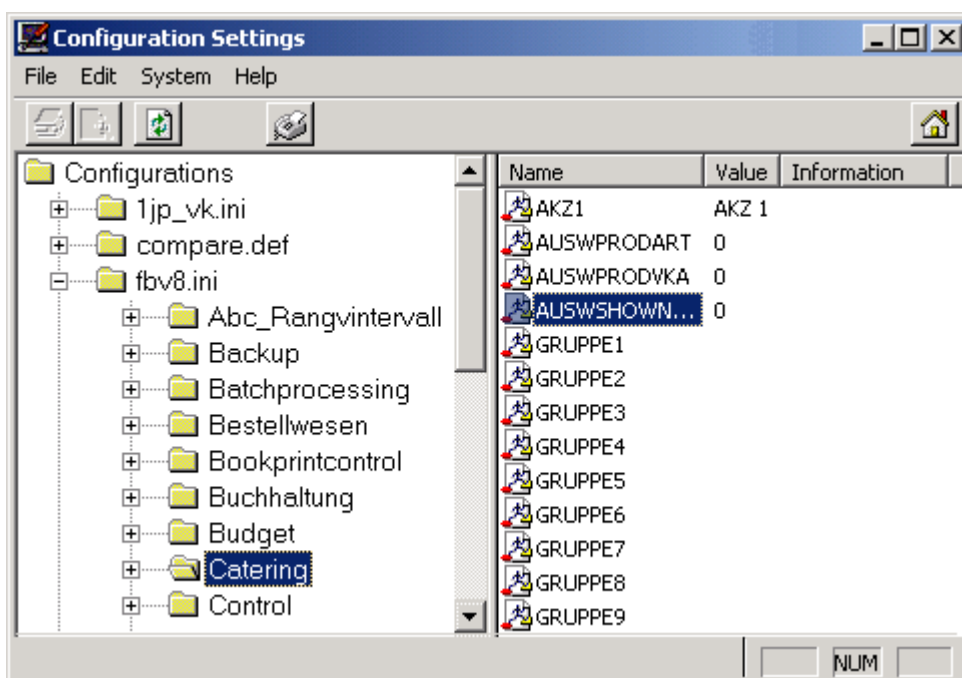 Configuration Settings
File Edit System Help
Configurations
1jp_vk.ini
compare.def
fbv8.ini
Abc_Rangvintervall
Backup
Batchprocessing
Bestellwesen
Bookprintcontrol
Buchhaltung
Budget
Catering
Control
Name Value Information
AKZ1 AKZ 1
AUSWPRODART 0
AUSWPRODVKA 0
AUSWSHOWN... 0
GRUPPE1
GRUPPE2
GRUPPE3
GRUPPE4
GRUPPE5
GRUPPE6
GRUPPE7
GRUPPE8
GRUPPE9
NUM